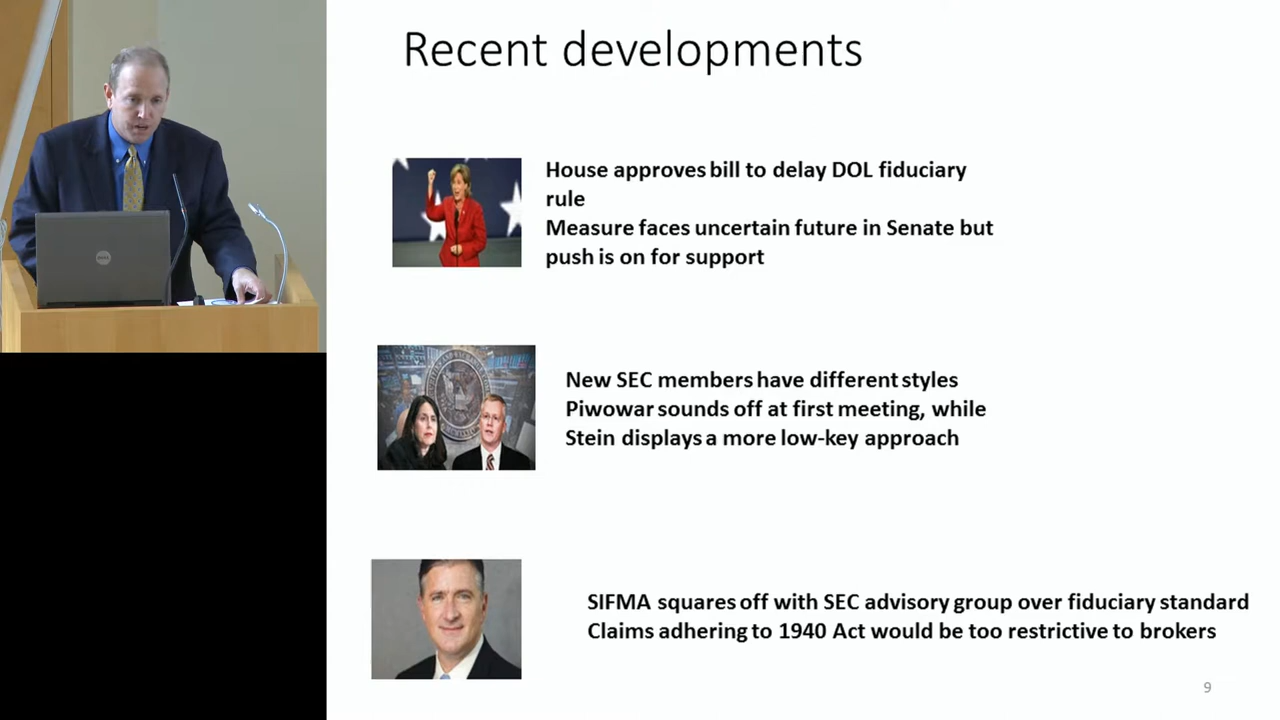 Recent developments
House approves bill to delay DOL fiduciary
rule
Measure faces uncertain future in Senate but
push is on for support
New SEC members have different styles
Piwowar sounds off at first meeting, while
Stein displays a more low-key approach
SIFMA squares off with SEC advisory group over fiduciary standard
Claims adhering to 1940 Act would be too restrictive to brokers
9